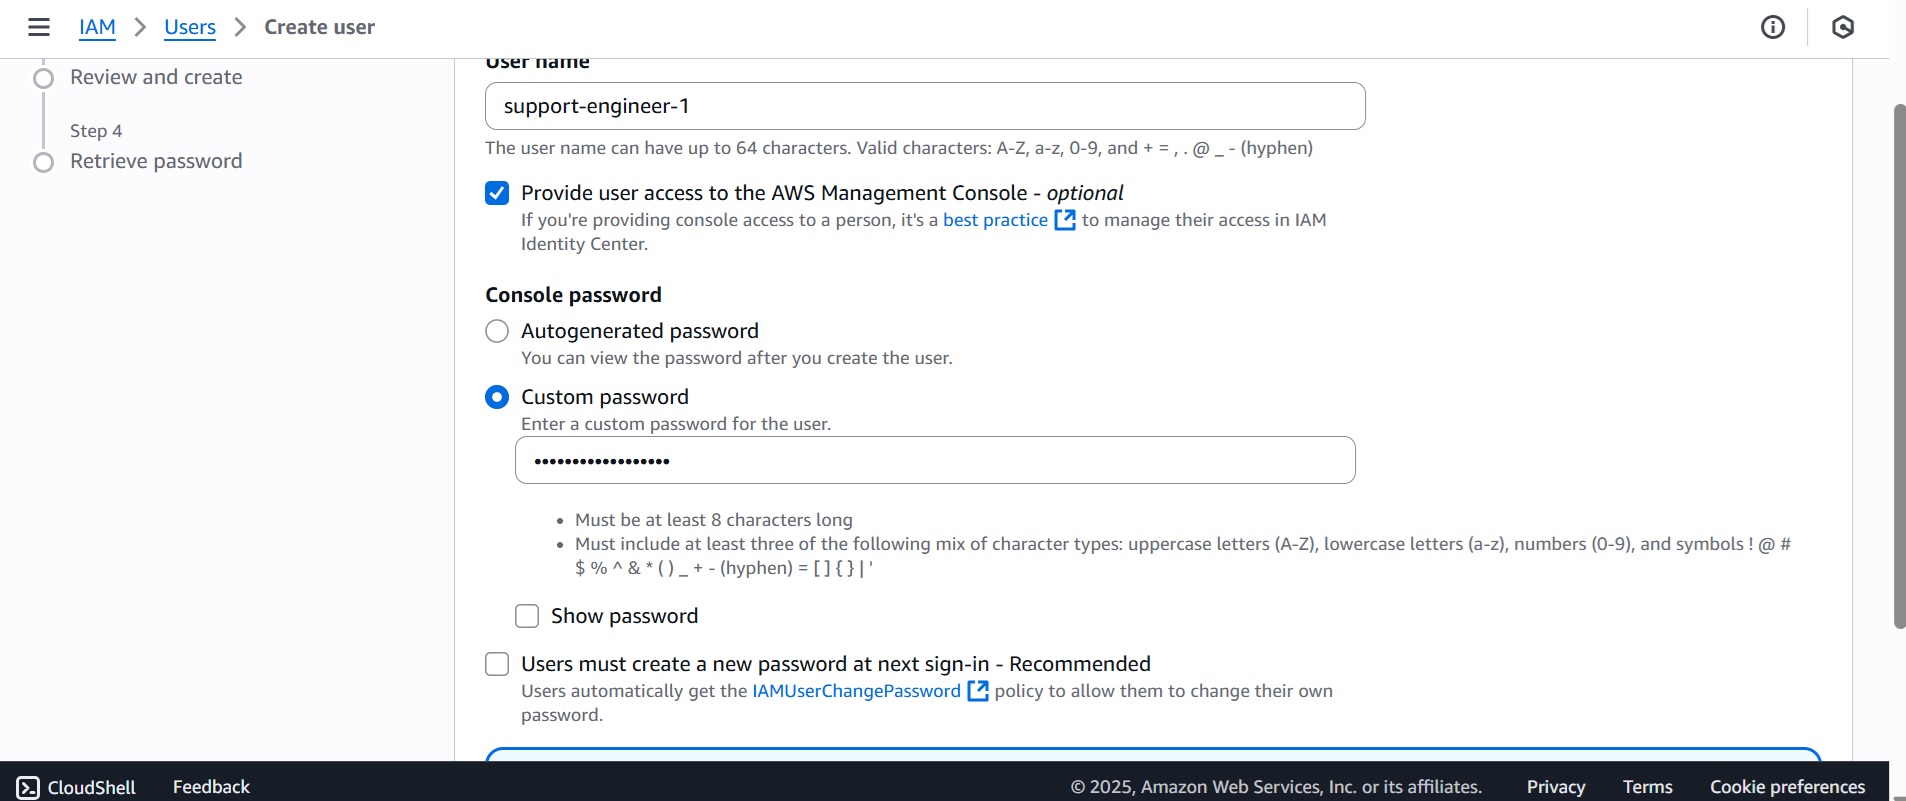 IAM > Users > Create user
Review and create
Step 4
Retrieve password
User name
support-engineer-1
The user name can have up to 64 characters. Valid characters: A-Z, a-z, 0-9, and + = , . @ _ - (hyphen)
Provide user access to the AWS Management Console - optional
If you're providing console access to a person, it's a best practice to manage their access in IAM
Identity Center.
Console password
Autogenerated password
You can view the password after you create the user.
Custom password
Enter a custom password for the user.
••••••••••••••••••
• Must be at least 8 characters long
• Must include at least three of the following mix of character types: uppercase letters (A-Z), lowercase letters (a-z), numbers (0-9), and symbols ! @ #
$ % ^ & * ( ) _ + - (hyphen) = [ ] { } | '
Show password
Users must create a new password at next sign-in - Recommended
Users automatically get the IAMUserChangePassword policy to allow them to change their own
password.
CloudShell Feedback © 2025, Amazon Web Services, Inc. or its affiliates. Privacy Terms Cookie preferences